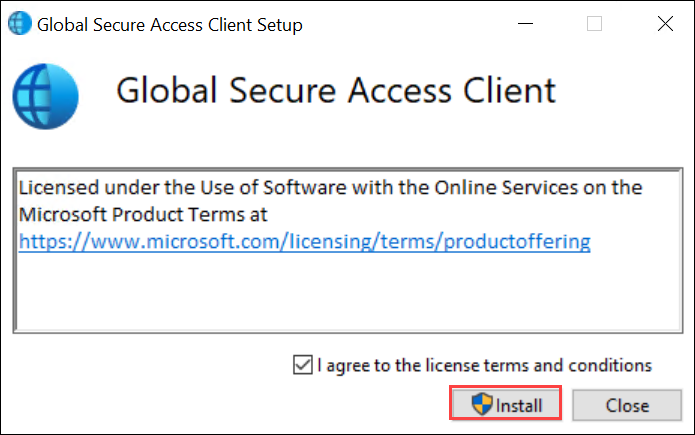 Global Secure Access Client Setup
Global Secure Access Client
Licensed under the Use of Software with the Online Services on the
Microsoft Product Terms at
https://www.microsoft.com/licensing/terms/productoffering
I agree to the license terms and conditions
Install Close